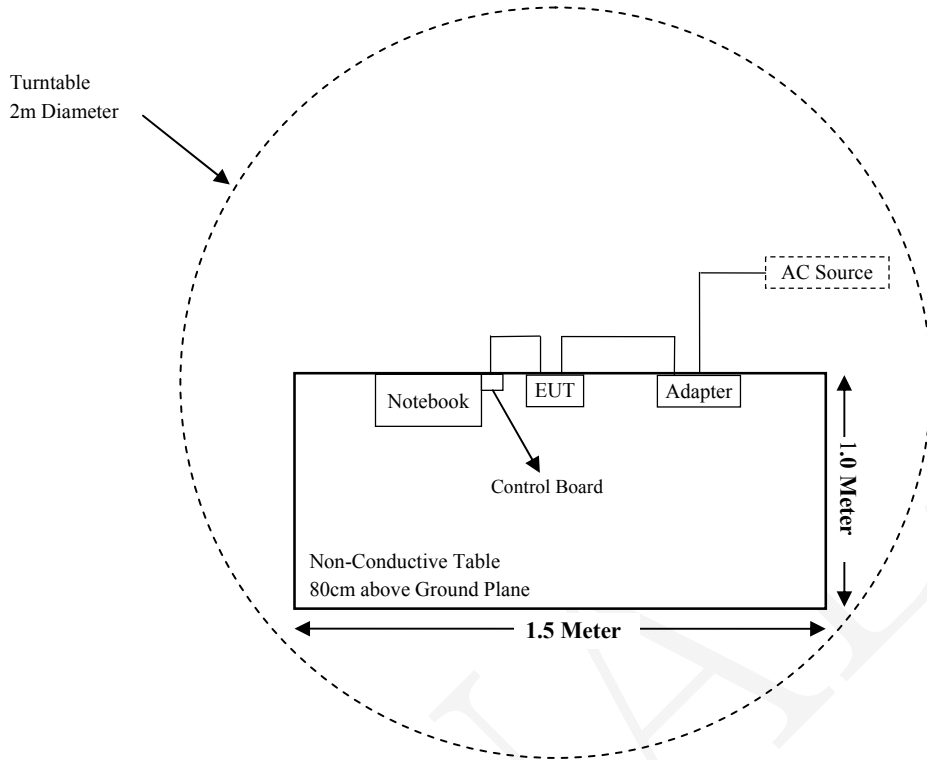 Turntable
2m Diameter
AC Source
Notebook
EUT
Adapter
Control Board
1.0 Meter
Non-Conductive Table
80cm above Ground Plane
1.5 Meter